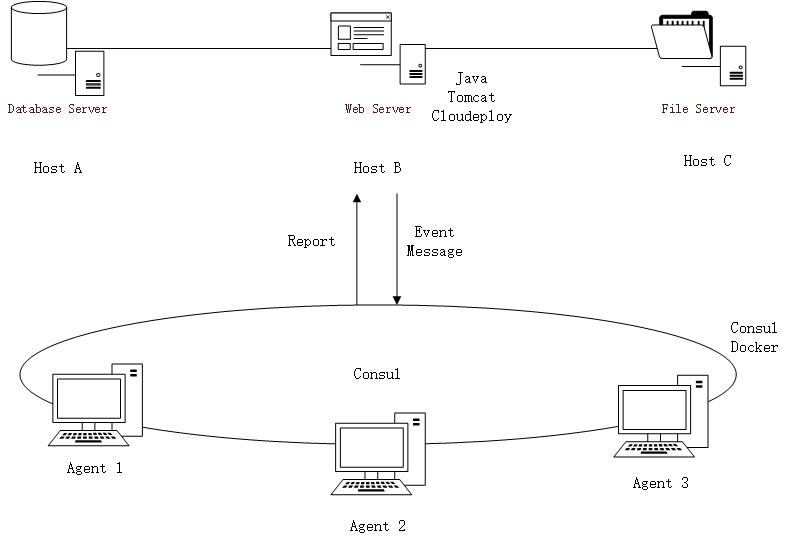 Java
Tomcat
Cloudeploy
Database Server
Web Server
File Server
Host A
Host B
Host C
Report
Event
Message
Consul
Docker
Consul
Agent 1
Agent 2
Agent 3